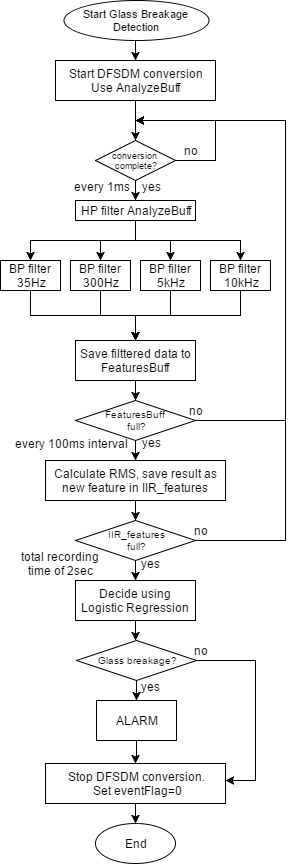 Start Glass Breakage
Detection
Start DFSDM conversion
Use AnalyzeBuff
conversion
complete?
no
every 1ms
yes
HP filter AnalyzeBuff
BP filter
35Hz
BP filter
300Hz
BP filter
5kHz
BP filter
10kHz
Save filttered data to
FeaturesBuff
FeaturesBuff
full?
no
every 100ms interval
yes
Calculate RMS, save result as
new feature in IIR_features
IIR_features
full?
no
total recording
time of 2sec
yes
Decide using
Logistic Regression
Glass breakage?
no
yes
ALARM
Stop DFSDM conversion.
Set eventFlag=0
End